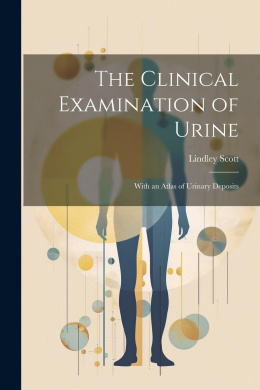 The Clinical
Examination of
Urine
Lindley Scott
With an Atlas of Urinary Deposits